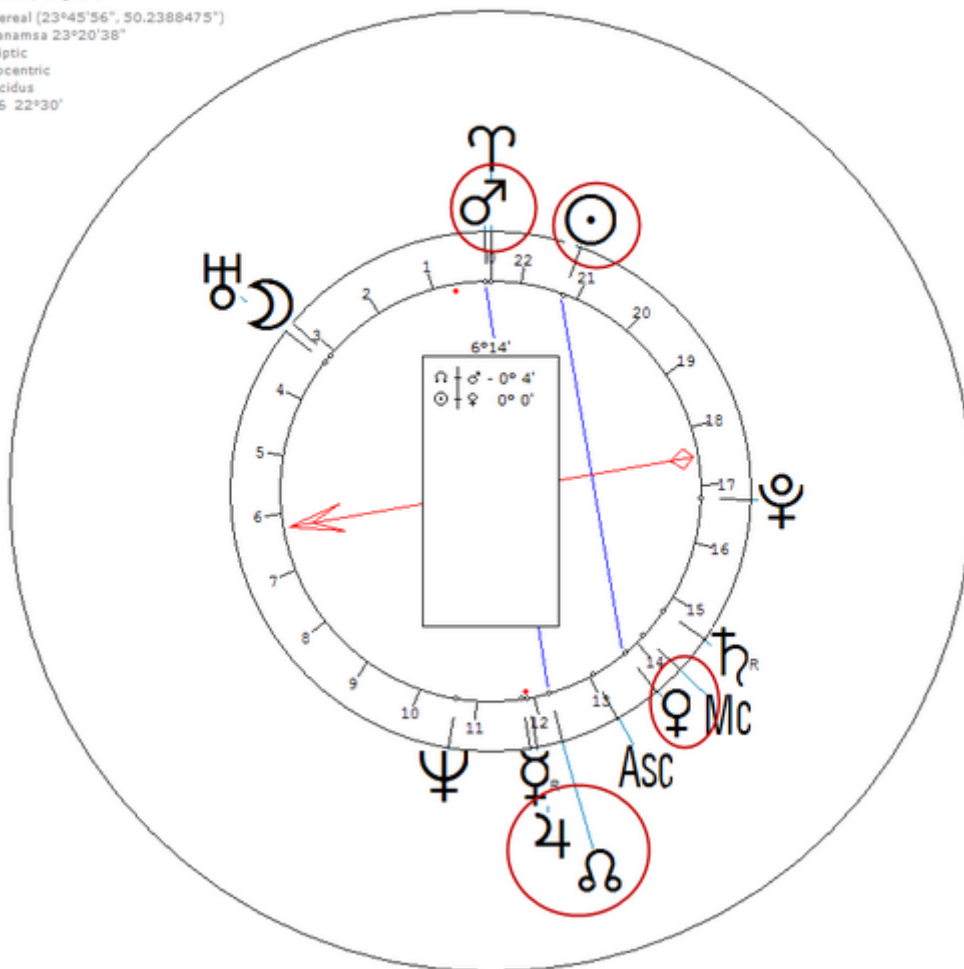 ereal (23°45'56", 50.2388475")
anamsa 23°20'38"
iptic
ocentric
cidus
22°30'
♈
♂
☉
♅☽
22
1
21
2
20
3
19
4
18
5
17
♇
6
16
7
15
8
14
9
13
10
11
12
6°14'
☊ ♂ - 0° 4'
☉ ♀ 0° 0'
♄R
♀ Mc
Asc
♆
☿R
♃
☊